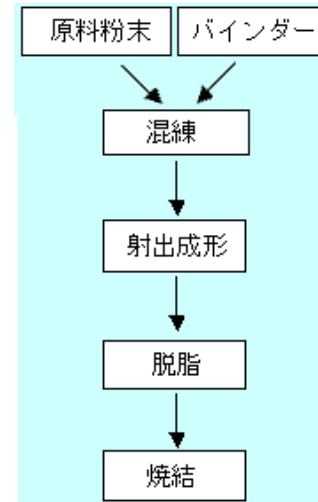 原料粉末
バインダー
混練
射出成形
脱脂
焼結